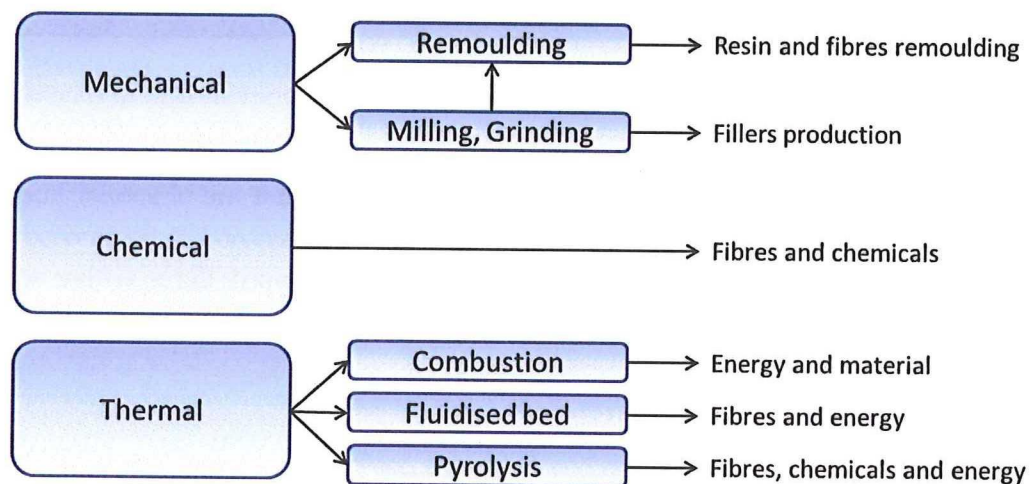 Mechanical
Remoulding
Resin and fibres remoulding
Milling, Grinding
Fillers production
Chemical
Fibres and chemicals
Thermal
Combustion
Energy and material
Fluidised bed
Fibres and energy
Pyrolysis
Fibres, chemicals and energy